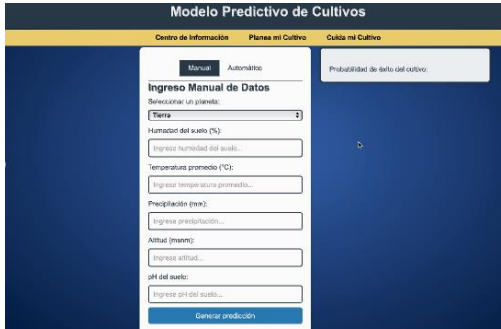 Modelo Predictivo de Cultivos
Centro de Información Planea mi Cultivo Cuida mi Cultivo
Manual Automático
Ingreso Manual de Datos
Seleccionar un planeta:
Tierra
Humedad del suelo (%):
Ingrese humedad del suelo...
Temperatura promedio (°C):
Ingrese temperatura promedio...
Precipitación (mm):
Ingrese precipitación...
Altitud (msnm):
Ingrese altitud...
pH del suelo:
Ingrese pH del suelo...
Generar predicción
Probabilidad de éxito del cultivo: